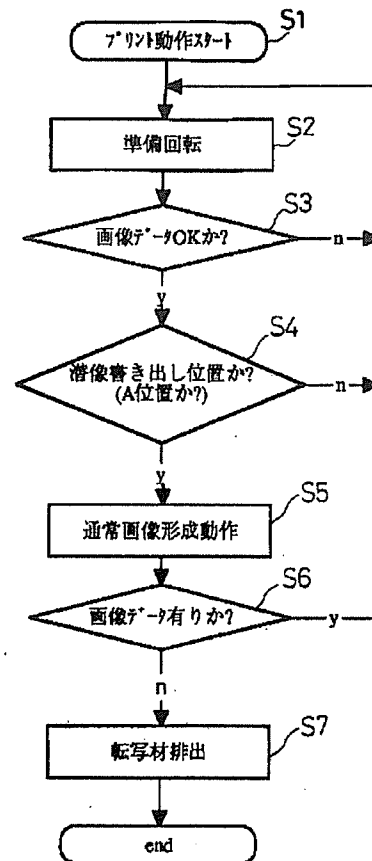 S1
プリント動作スタート
S2
準備回転
S3
画像データOKか?
n
y
S4
潜像書き出し位置か?
(A位置か?)
n
y
S5
通常画像形成動作
S6
画像データ有りか?
y
n
S7
転写材排出
end